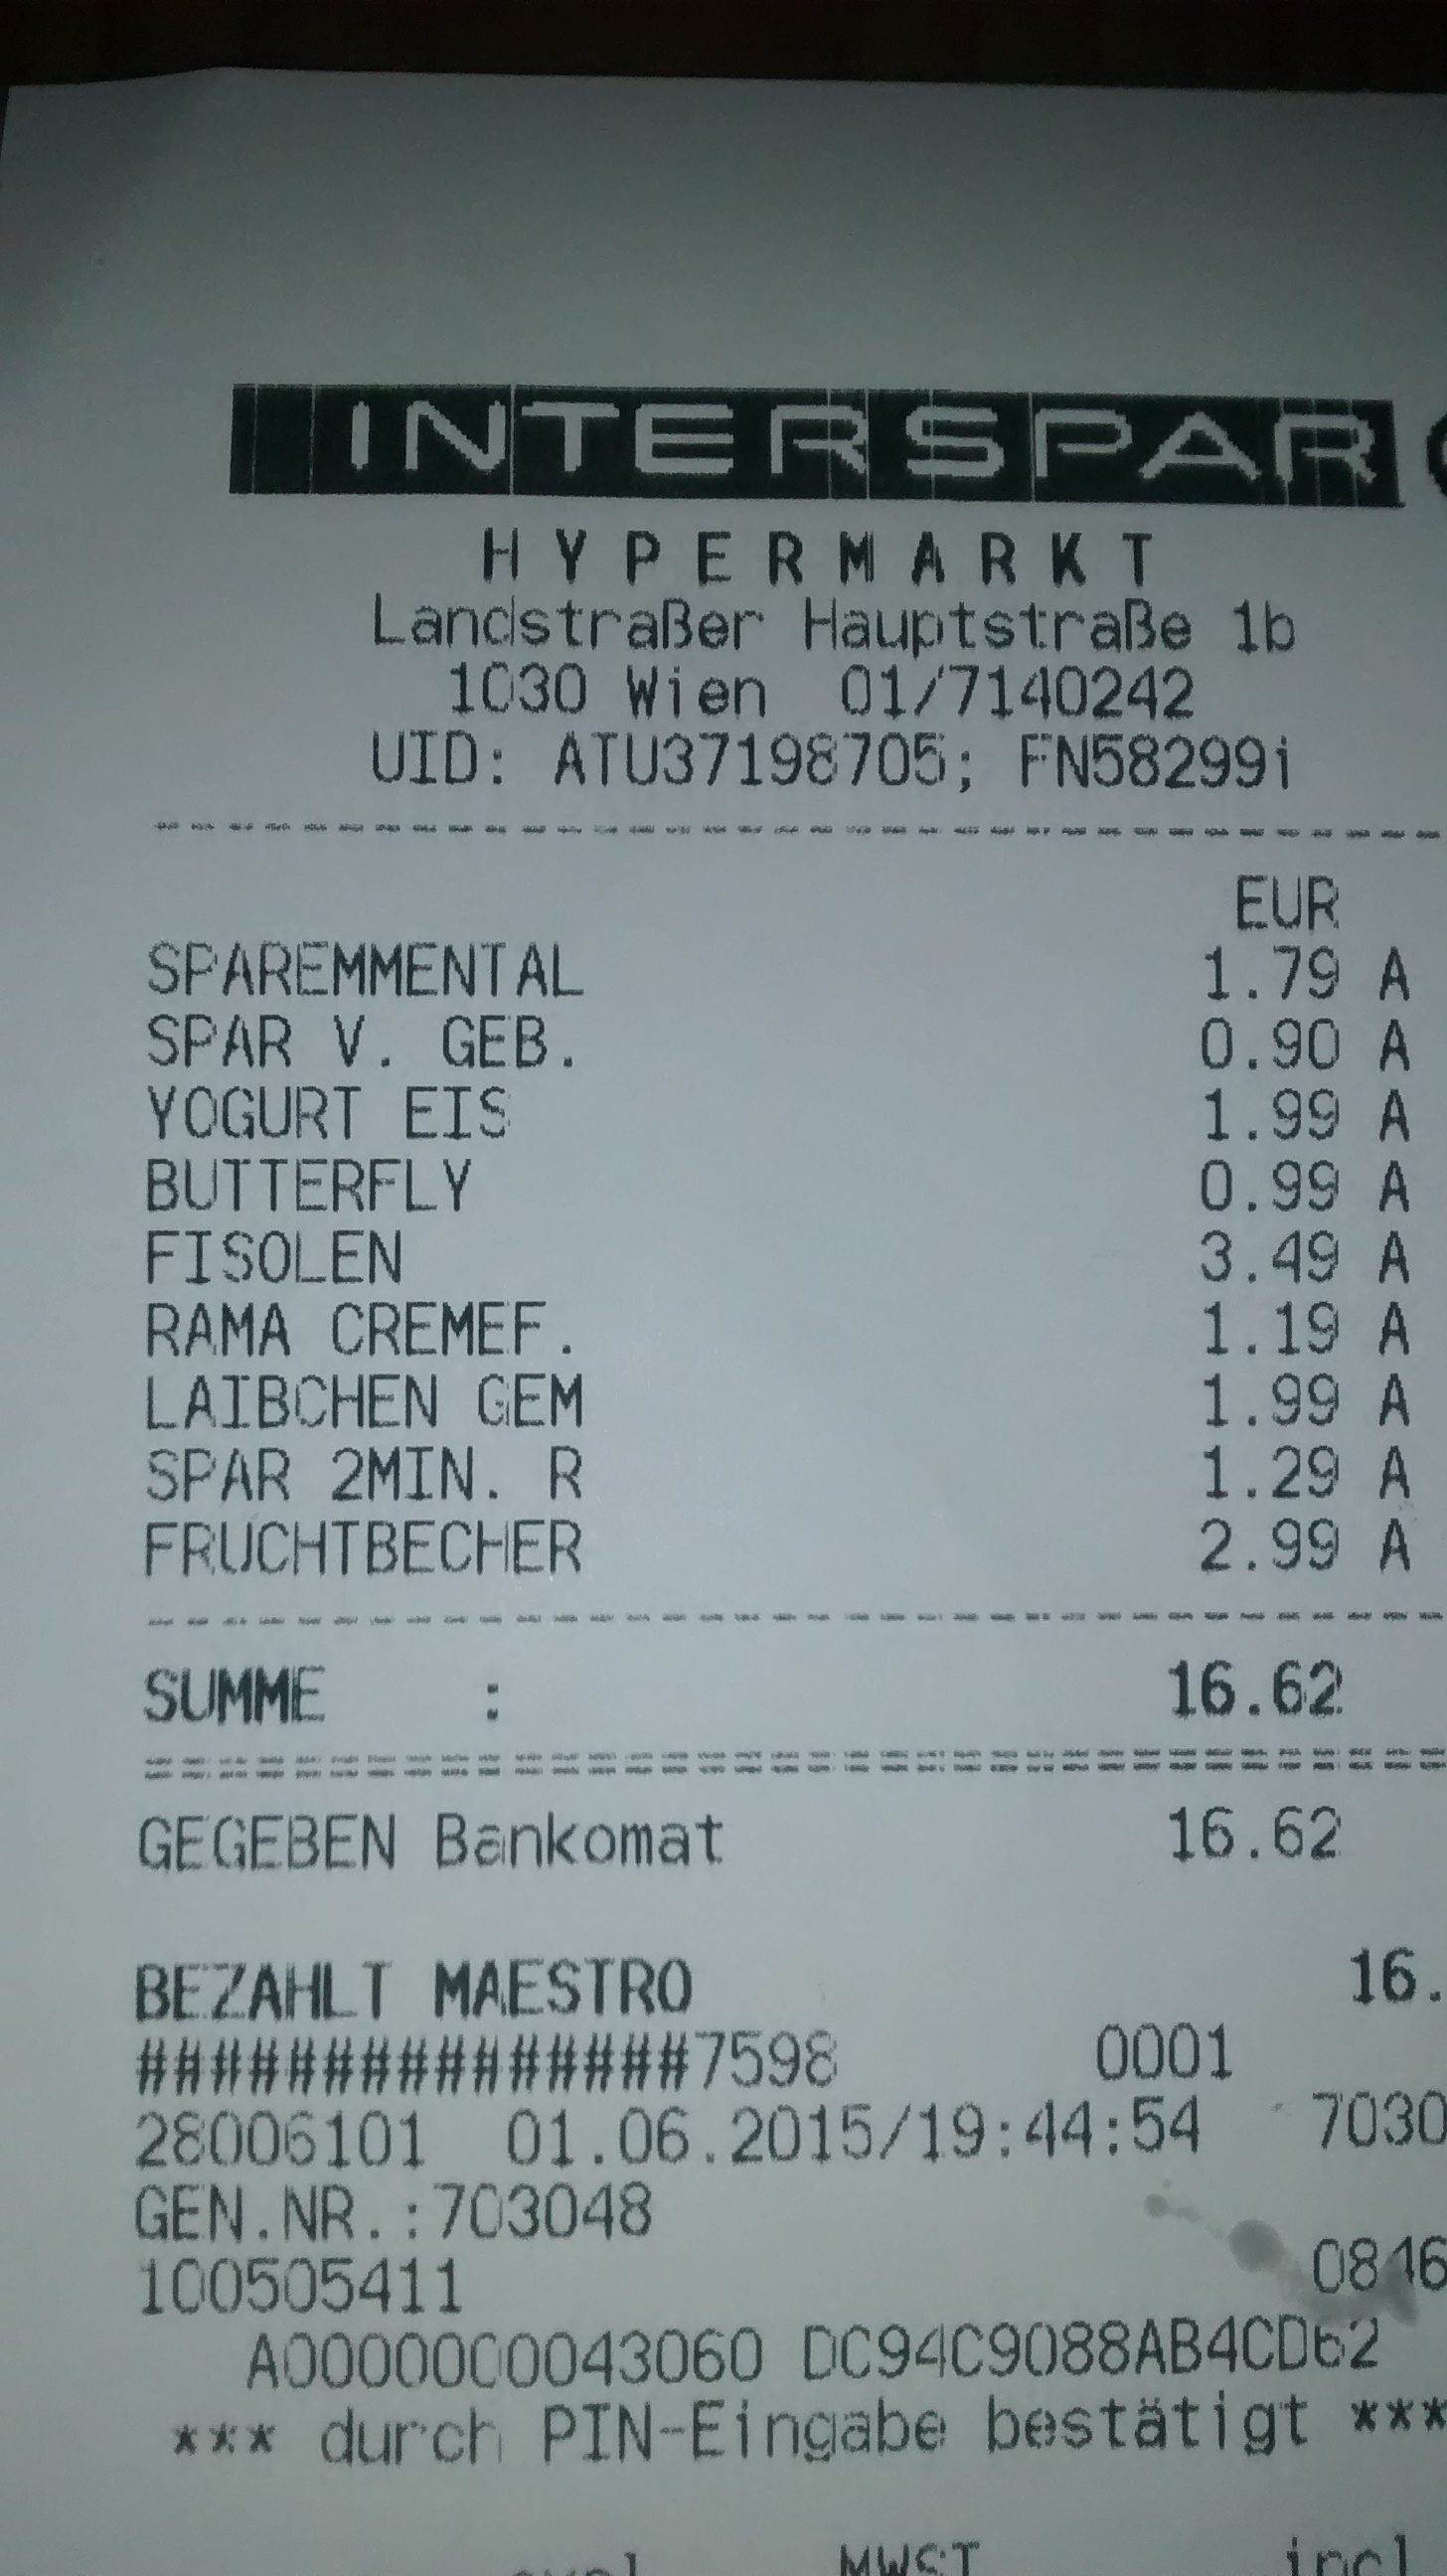 INTERSPAR
HYPERMARKT
Landstraßer Hauptstraße 1b
1030 Wien 01/7140242
UID: ATU37198705; FN58299i
EUR
SPAREMMENTAL 1.79 A
SPAR V. GEB. 0.90 A
YOGURT EIS 1.99 A
BUTTERFLY 0.99 A
FISOLEN 3.49 A
RAMA CREMEF. 1.19 A
LAIBCHEN GEM 1.99 A
SPAR 2MIN. R 1.29 A
FRUCHTBECHER 2.99 A
SUMME : 16.62
GEGEBEN Bankomat 16.62
BEZAHLT MAESTRO 16.
###############7598 0001
28006101 01.06.2015/19:44:54 7030
GEN.NR.:703048
100505411 0846
A0000000043060 DC94C9088AB4CD62
*** durch PIN-Eingabe bestätigt ***
MWST incl